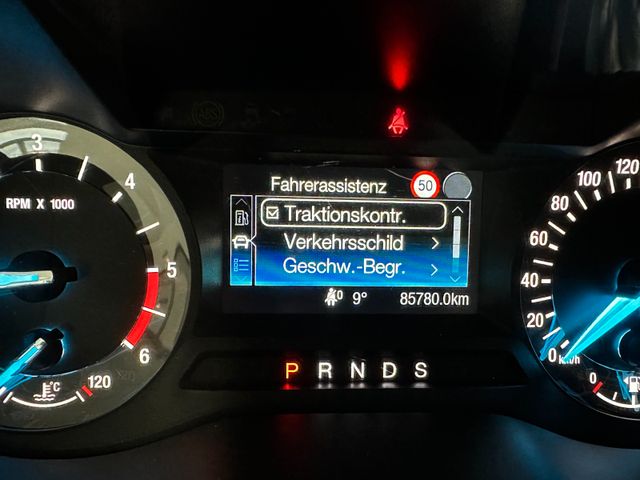 ABS
3
4
RPM X 1000
5
6
°C
120
Fahrerassistenz 50
Traktionskontr.
Verkehrsschild
Geschw.-Begr.
0 9° 85780.0km
P R N D S
120
100
80
60
40
20
0 km/h
0